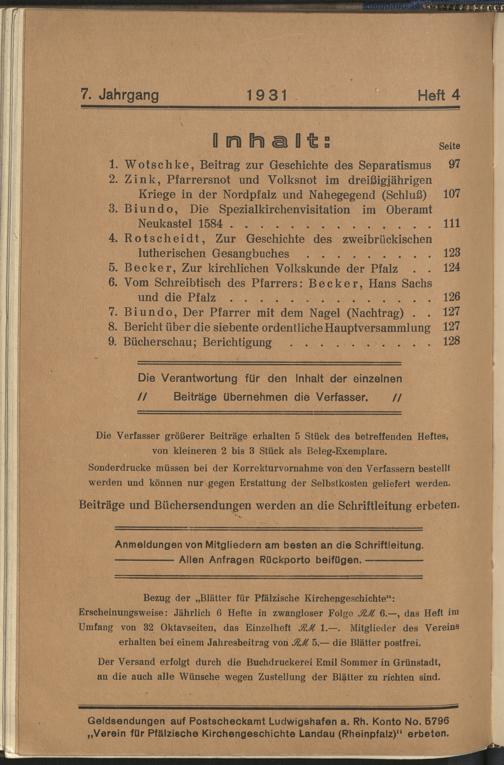 7. Jahrgang 1931 Heft 4
Inhalt:
Seite
1. Wotschke, Beitrag zur Geschichte des Separatismus 97
2. Zink, Pfarrersnot und Volksnot im dreißigjährigen
Kriege in der Nordpfalz und Nahegegend (Schluß) 107
3. Biundo, Die Spezialkirchenvisitation im Oberamt
Neukastel 1584 . . . . . . . . . . . . . . 111
4. Rotscheidt, Zur Geschichte des zweibrückischen
lutherischen Gesangbuches . . . . . . . . . 123
5. Becker, Zur kirchlichen Volkskunde der Pfalz . . 124
6. Vom Schreibtisch des Pfarrers: Becker, Hans Sachs
und die Pfalz . . . . . . . . . . . . . . 126
7. Biundo, Der Pfarrer mit dem Nagel (Nachtrag) . . 127
8. Bericht über die siebente ordentliche Hauptversammlung 127
9. Bücherschau; Berichtigung . . . . . . . . . . 128
Die Verantwortung für den Inhalt der einzelnen
// Beiträge übernehmen die Verfasser. //
Die Verfasser größerer Beiträge erhalten 5 Stück des betreffenden Heftes,
von kleineren 2 bis 3 Stück als Beleg-Exemplare.
Sonderdrucke müssen bei der Korrekturvornahme von den Verfassern bestellt
werden und können nur gegen Erstattung der Selbstkosten geliefert werden.
Beiträge und Büchersendungen werden an die Schriftleitung erbeten.
Anmeldungen von Mitgliedern am besten an die Schriftleitung.
Allen Anfragen Rückporto beifügen.
Bezug der „Blätter für Pfälzische Kirchengeschichte":
Erscheinungsweise: Jährlich 6 Hefte in zwangloser Folge RM 6.—, das Heft im
Umfang von 32 Oktavseiten, das Einzelheft RM 1.—. Mitglieder des Vereins
erhalten bei einem Jahresbeitrag von RM 5.— die Blätter postfrei.
Der Versand erfolgt durch die Buchdruckerei Emil Sommer in Grünstadt,
an die auch alle Wünsche wegen Zustellung der Blätter zu richten sind.
Geldsendungen auf Postscheckamt Ludwigshafen a. Rh. Konto No. 5796
„Verein für Pfälzische Kirchengeschichte Landau (Rheinpfalz)" erbeten.